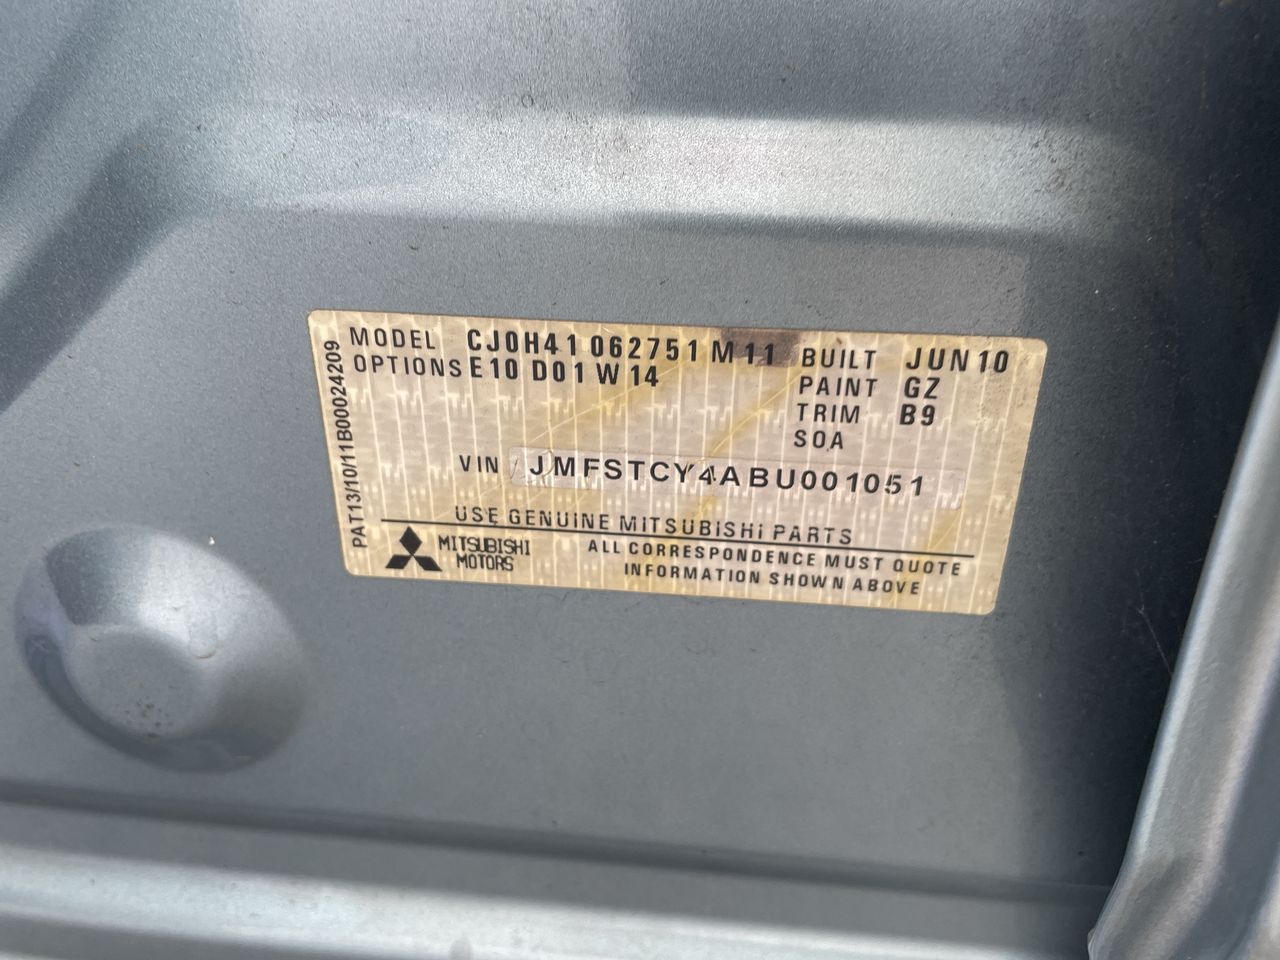 MODEL CJ0H41 062751 M11 BUILT JUN10
OPTIONS E10 D01 W14 PAINT GZ
TRIM B9
SOA
VIN JMFSTCY4ABU001051
USE GENUINE MITSUBISHI PARTS
MITSUBISHI MOTORS
ALL CORRESPONDENCE MUST QUOTE
INFORMATION SHOWN ABOVE
PAT13/10/11B00024209